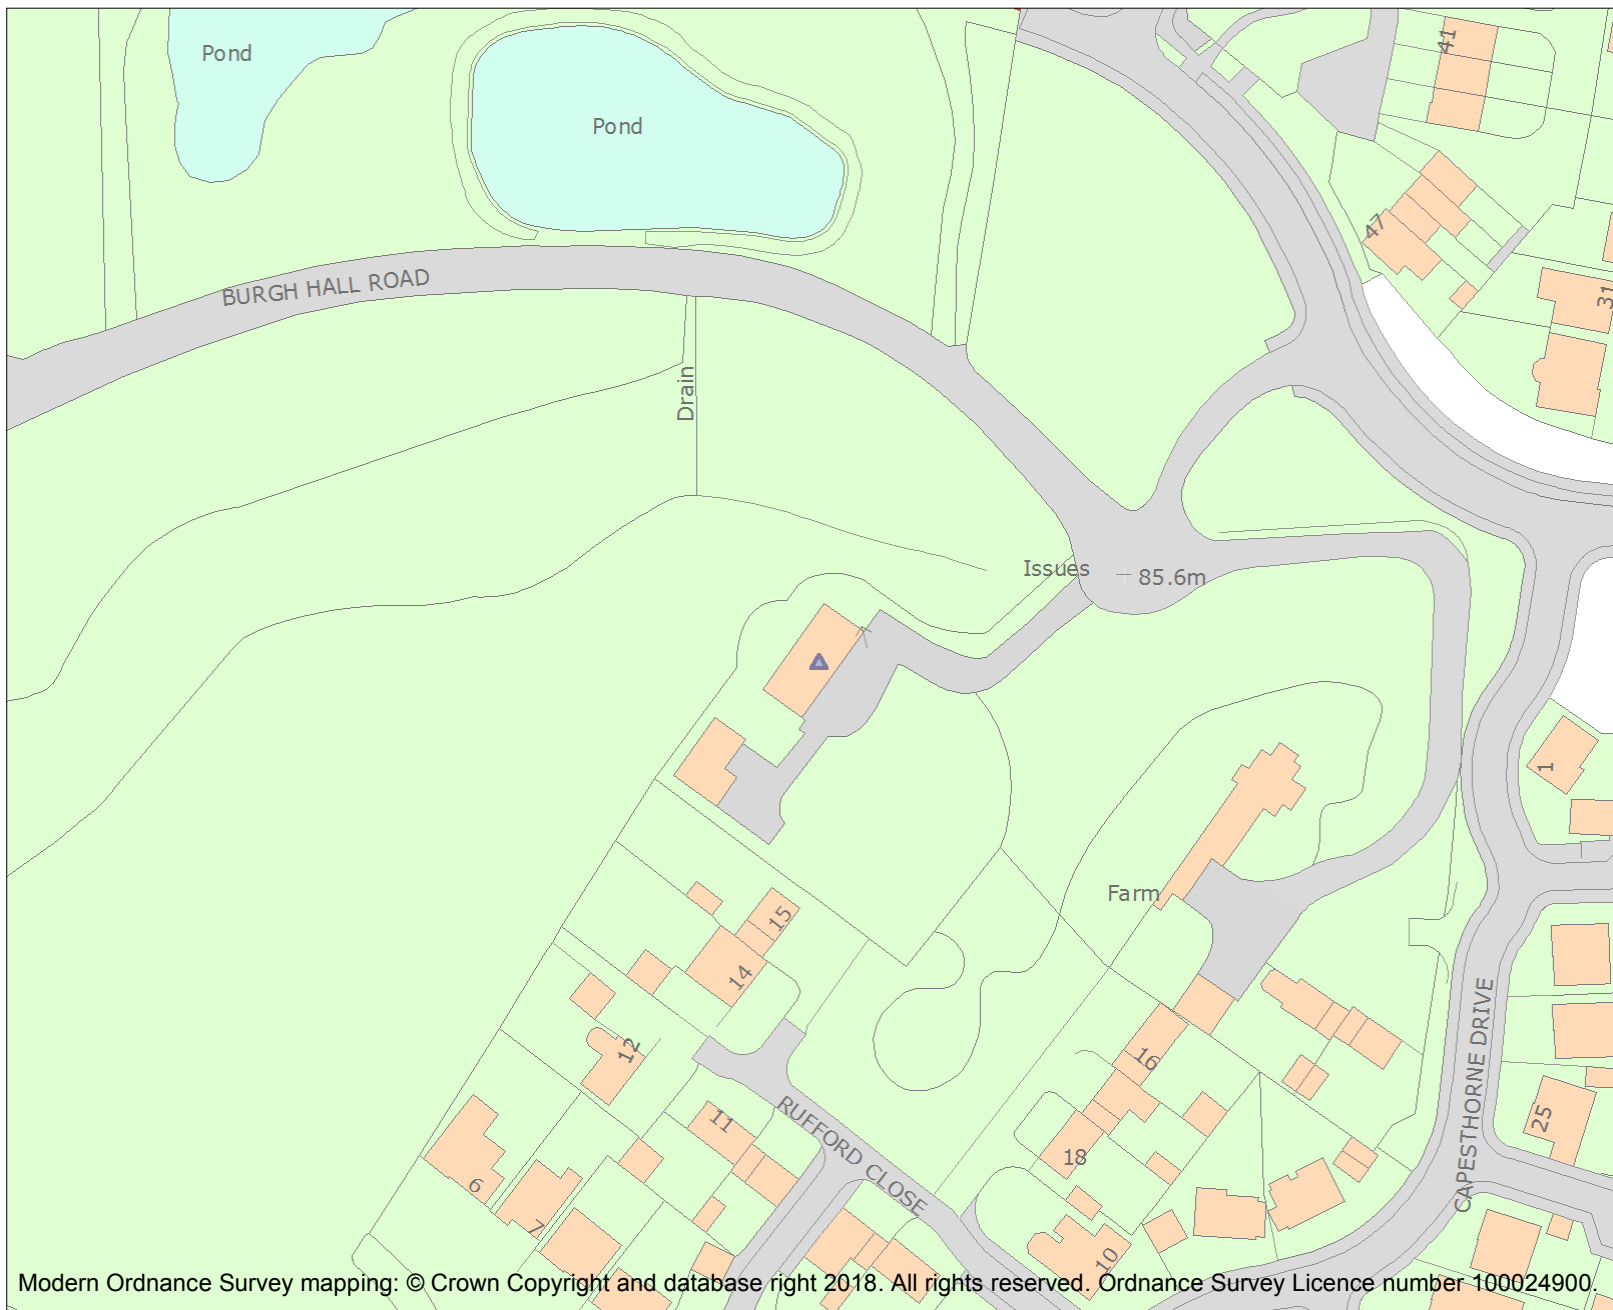 Pond
41
Pond
47
BURGH HALL ROAD
31
Drain
Issues
85.6m
1
Farm
15
14
12
16
CAPESTHORNE DRIVE
11
RUFFORD CLOSE
25
18
6
7
10
Modern Ordnance Survey mapping: © Crown Copyright and database right 2018. All rights reserved. Ordnance Survey Licence number 100024900.